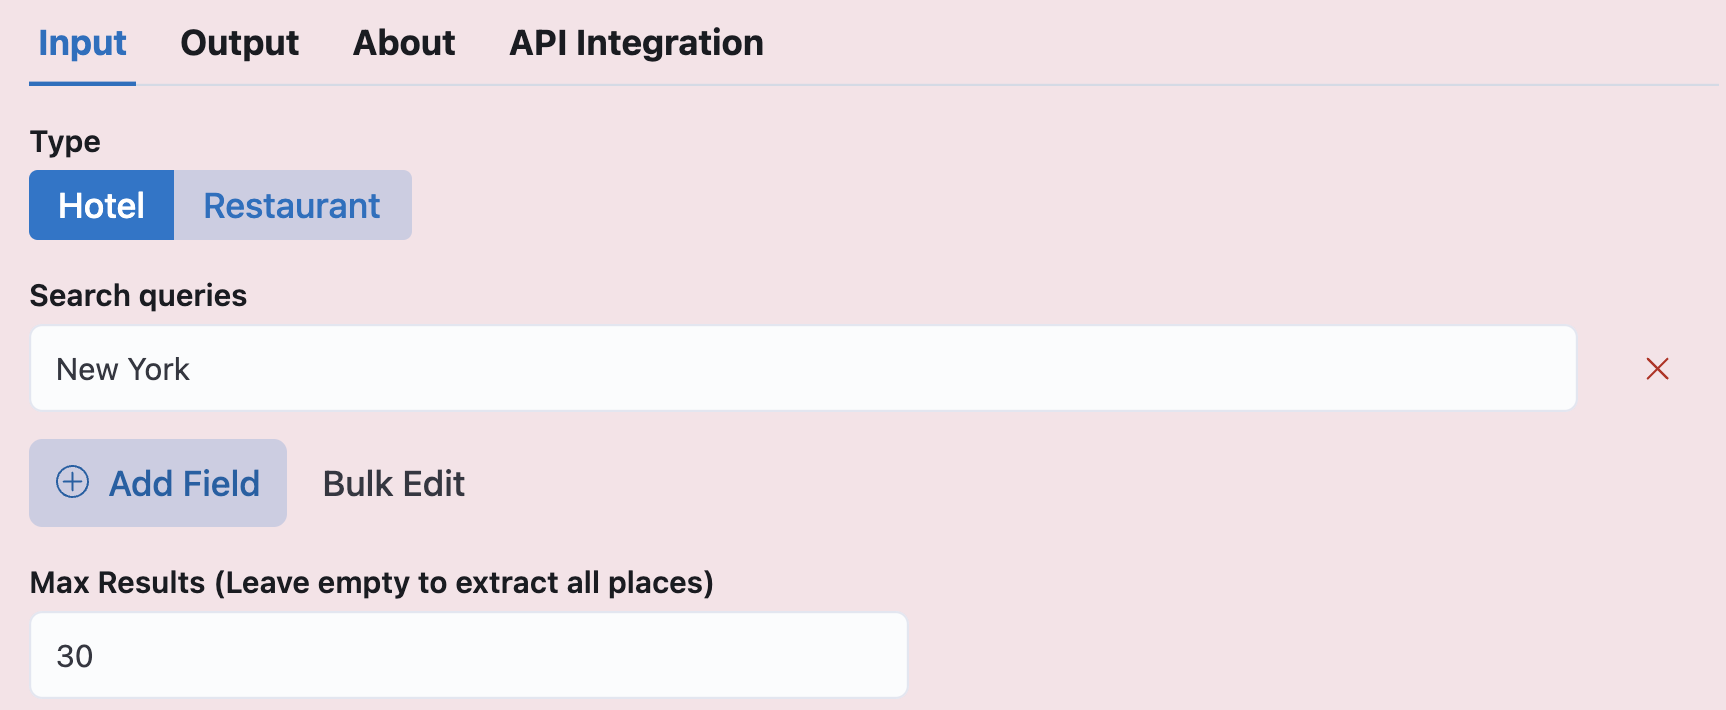 Input Output About API Integration
Type
Hotel Restaurant
Search queries
New York
Add Field Bulk Edit
Max Results (Leave empty to extract all places)
30